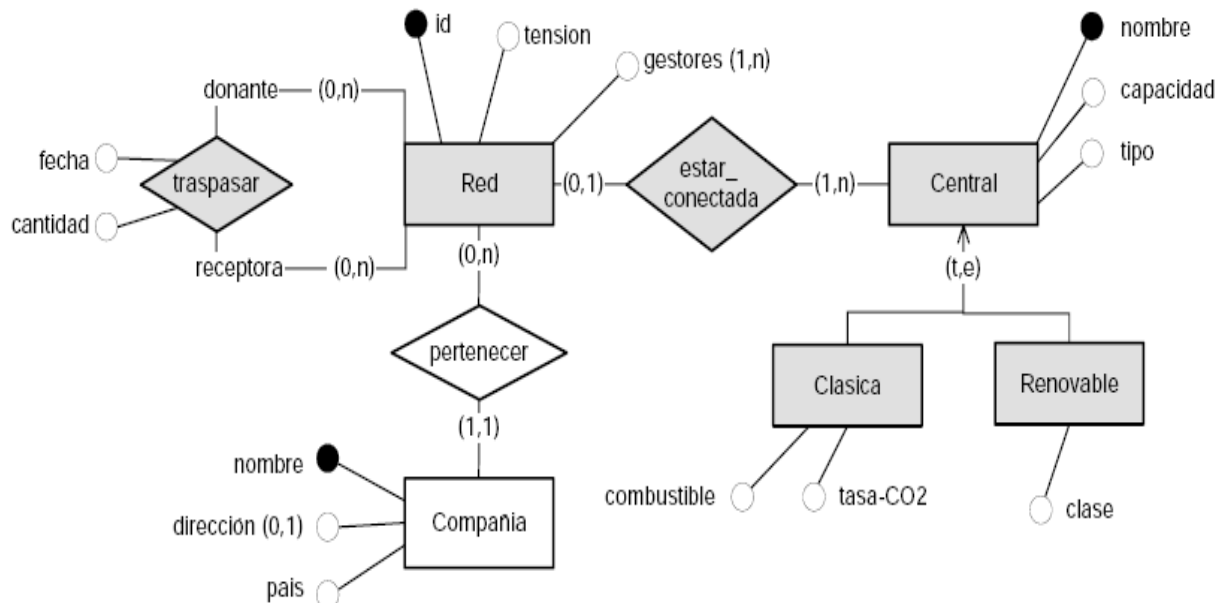 id
tension
gestores (1,n)
nombre
capacidad
tipo
donante (0,n)
fecha
traspasar
cantidad
receptora (0,n)
Red
(0,1)
estar_
conectada
(1,n)
Central
(0,n)
(t,e)
pertenecer
Clasica
Renovable
(1,1)
nombre
dirección (0,1)
pais
Compañia
combustible
tasa-CO2
clase